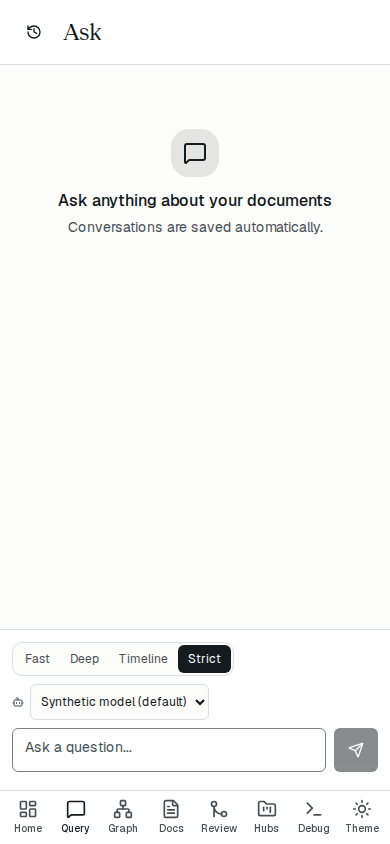 Ask
Ask anything about your documents
Conversations are saved automatically.
Fast Deep Timeline Strict
Synthetic model (default)
Ask a question...
Home Query Graph Docs Review Hubs Debug Theme